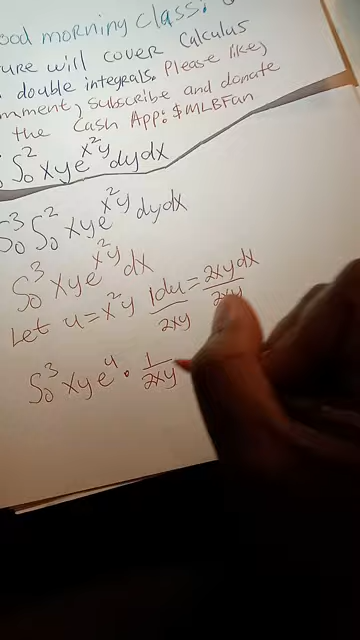 ood morning class!
ure will cover Calculus
double integrals. Please like,
mment, subscribe and donate
the Cash App: $MLBFan
∫₀² xye^x²y dydx
∫₀³ ∫₀² xye^x²y dydx
∫₀³ xye^x²y dx
Let u = x²y 1du/2xy = 2xydx/2xy
∫₀³ xye^u • 1/2xy